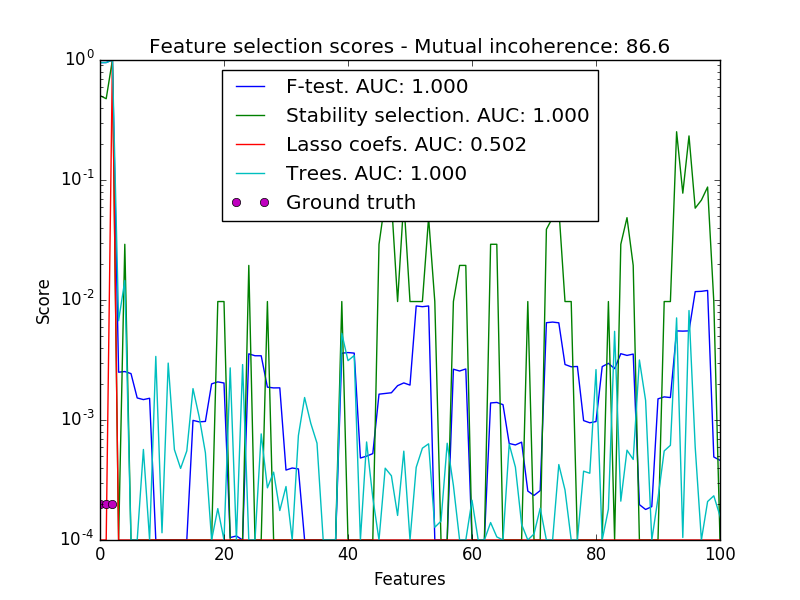 Feature selection scores - Mutual incoherence: 86.6
10^0
F-test. AUC: 1.000
Stability selection. AUC: 1.000
Lasso coefs. AUC: 0.502
Trees. AUC: 1.000
Ground truth
10^-1
Score
10^-2
10^-3
10^-4
0 20 40 60 80 100
Features